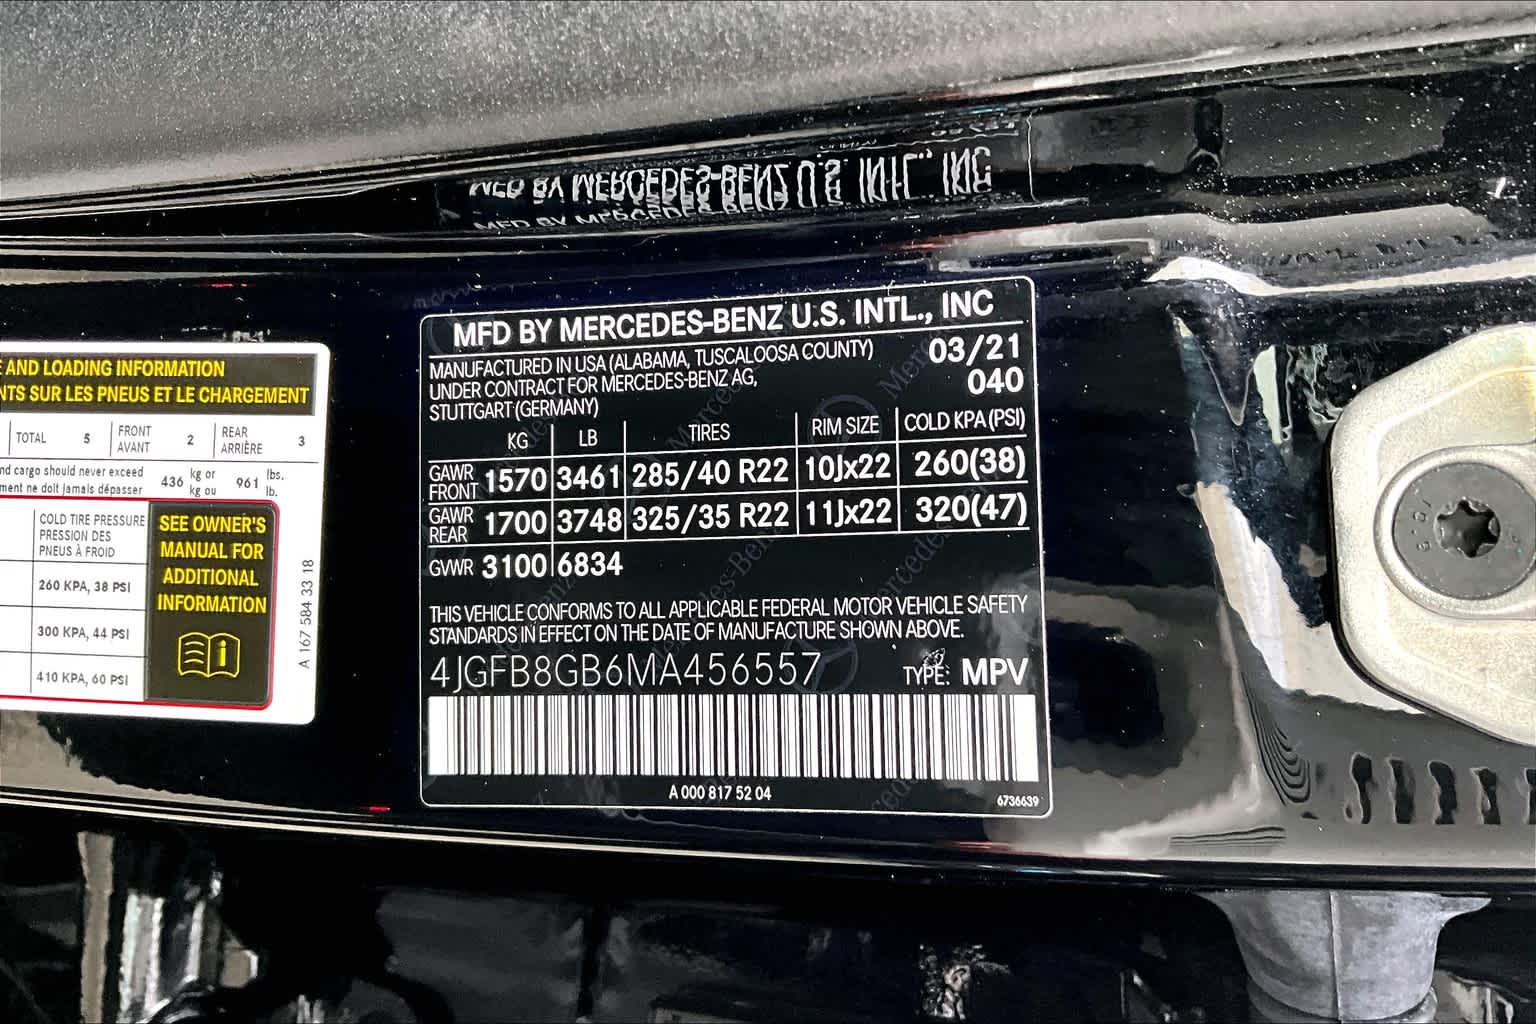 MFD BY MERCEDES-BENZ U.S. INTL., INC
MANUFACTURED IN USA (ALABAMA, TUSCALOOSA COUNTY) 03/21
UNDER CONTRACT FOR MERCEDES-BENZ AG, 040
STUTTGART (GERMANY)
KG LB TIRES RIM SIZE COLD KPA (PSI)
GAWR FRONT 1570 3461 285/40 R22 10Jx22 260(38)
GAWR REAR 1700 3748 325/35 R22 11Jx22 320(47)
GVWR 3100 6834
THIS VEHICLE CONFORMS TO ALL APPLICABLE FEDERAL MOTOR VEHICLE SAFETY
STANDARDS IN EFFECT ON THE DATE OF MANUFACTURE SHOWN ABOVE.
4JGFB8GB6MA456557 TYPE: MPV
A 000 817 52 04
6736639
AND LOADING INFORMATION
SUR LES PNEUS ET LE CHARGEMENT
TOTAL 5 FRONT 2 REAR 3
AVANT ARRIÈRE
cargo should never exceed 436 kg or 961 lbs.
ne doit jamais dépasser kg ou lb.
COLD TIRE PRESSURE
PRESSION DES
PNEUS À FROID
260 KPA, 38 PSI
300 KPA, 44 PSI
410 KPA, 60 PSI
SEE OWNER'S
MANUAL FOR
ADDITIONAL
INFORMATION
A 167 584 33 18